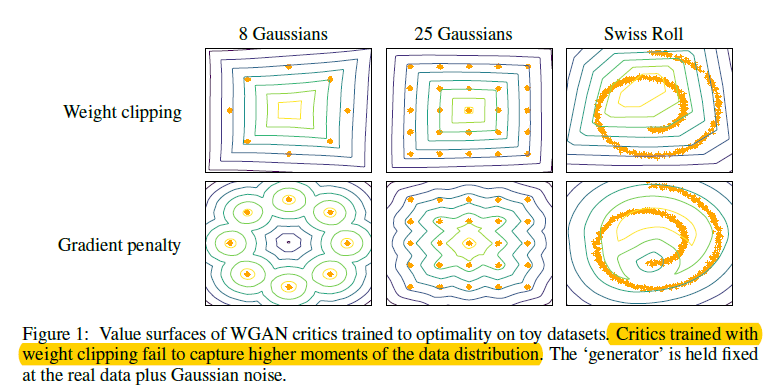 8 Gaussians
25 Gaussians
Swiss Roll
Weight clipping
Gradient penalty
Figure 1: Value surfaces of WGAN critics trained to optimality on toy datasets. Critics trained with
weight clipping fail to capture higher moments of the data distribution. The ‘generator’ is held fixed
at the real data plus Gaussian noise.